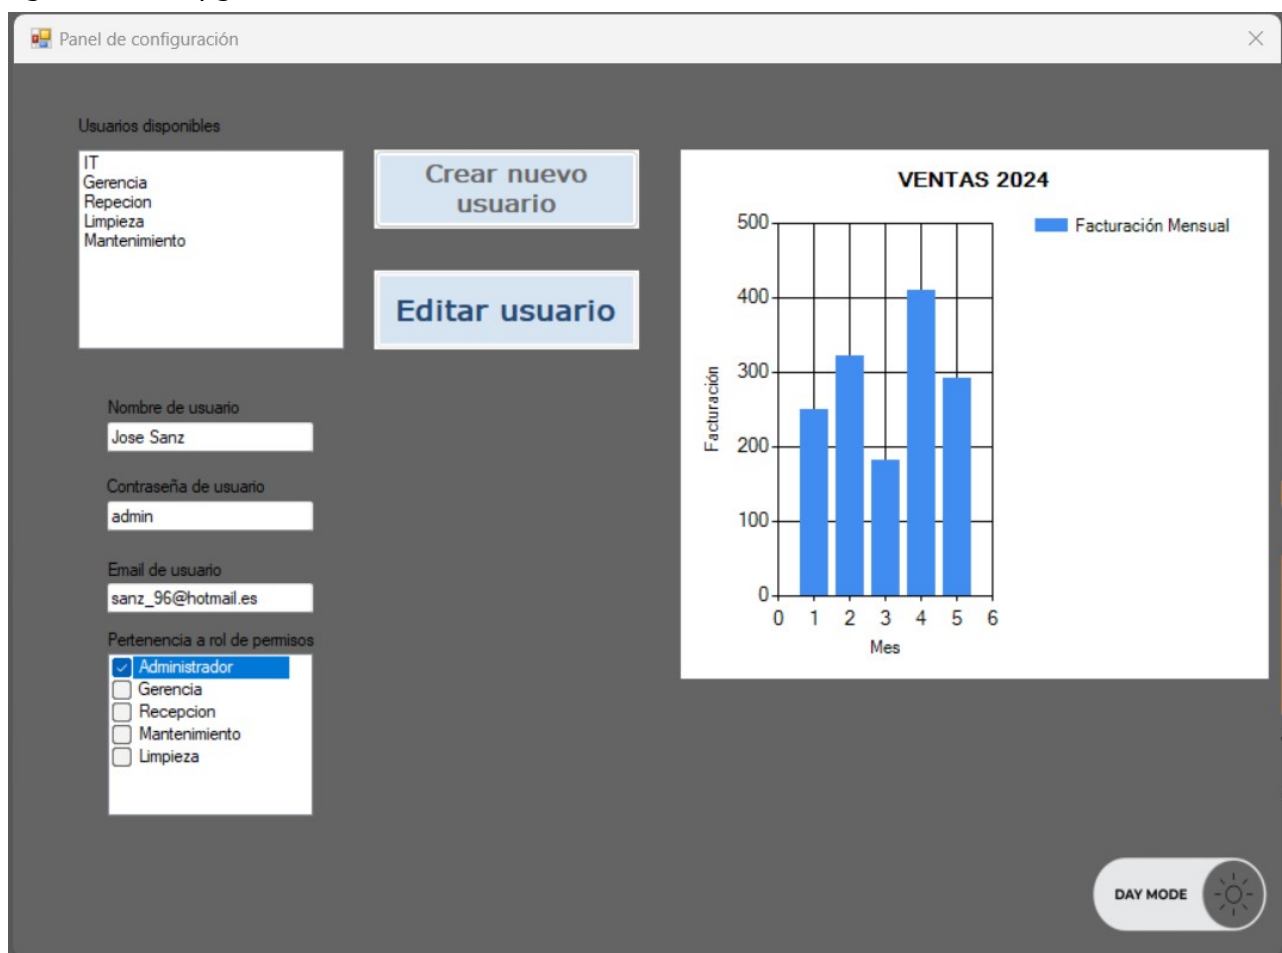 Panel de configuración
Usuarios disponibles
IT
Gerencia
Repecion
Limpieza
Mantenimiento
Crear nuevo
usuario
Editar usuario
Nombre de usuario
Jose Sanz
Contraseña de usuario
admin
Email de usuario
sanz_96@hotmail.es
Pertenencia a rol de permisos
Administrador
Gerencia
Recepcion
Mantenimiento
Limpieza
VENTAS 2024
Facturación Mensual
500
400
300
200
100
0
Facturación
0 1 2 3 4 5 6
Mes
DAY MODE